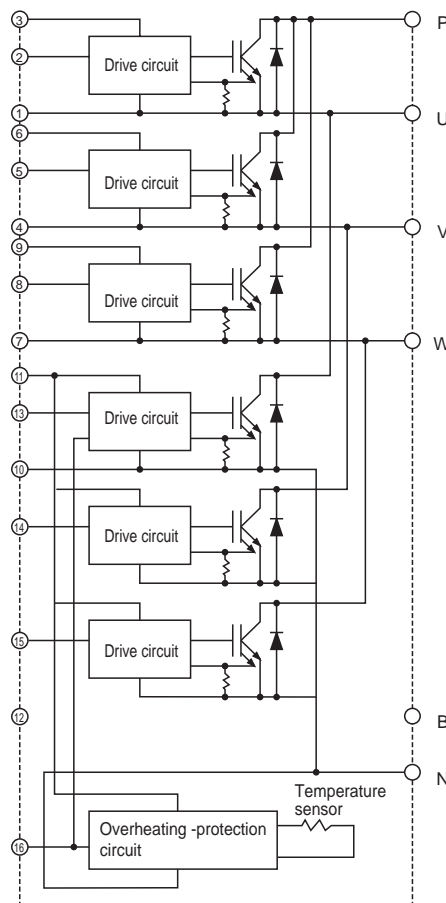 3 P
2 Drive circuit
1 U
6
5 Drive circuit
4 V
9
8 Drive circuit
7 W
11
13 Drive circuit
10
14 Drive circuit
15 Drive circuit
12 B
N
Temperature
sensor
Overheating -protection
circuit
16